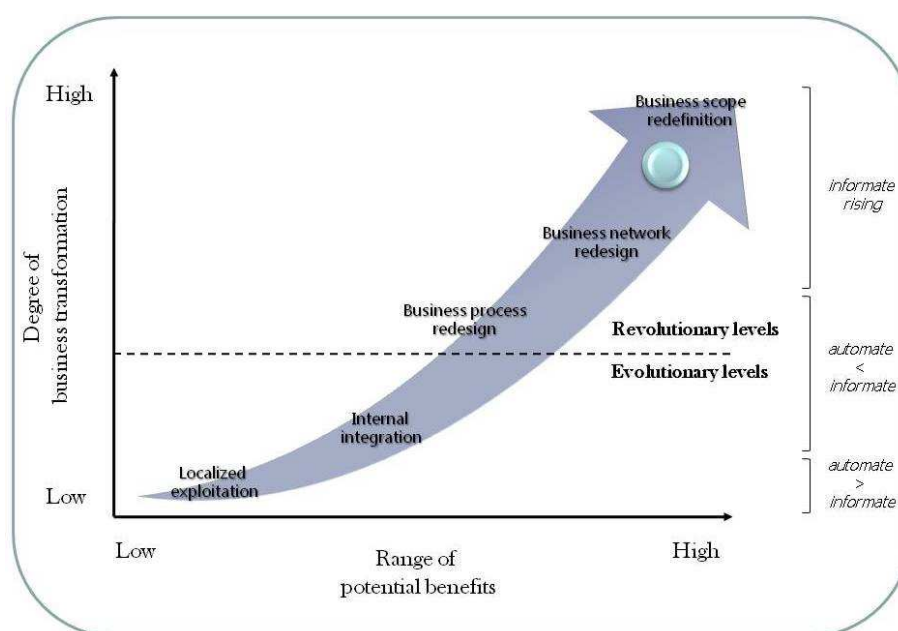 High
Business scope
redefinition
informate
rising
Business network
redesign
Degree of
business transformation
Business process
redesign
Revolutionary levels
Evolutionary levels
automate
<
informate
Internal
integration
Localized
exploitation
automate
>
informate
Low
Low
Range of
potential benefits
High